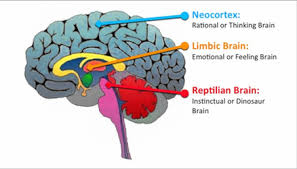 Neocortex:
Rational or Thinking Brain
Limbic Brain:
Emotional or Feeling Brain
Reptilian Brain:
Instinctual or Dinosaur
Brain